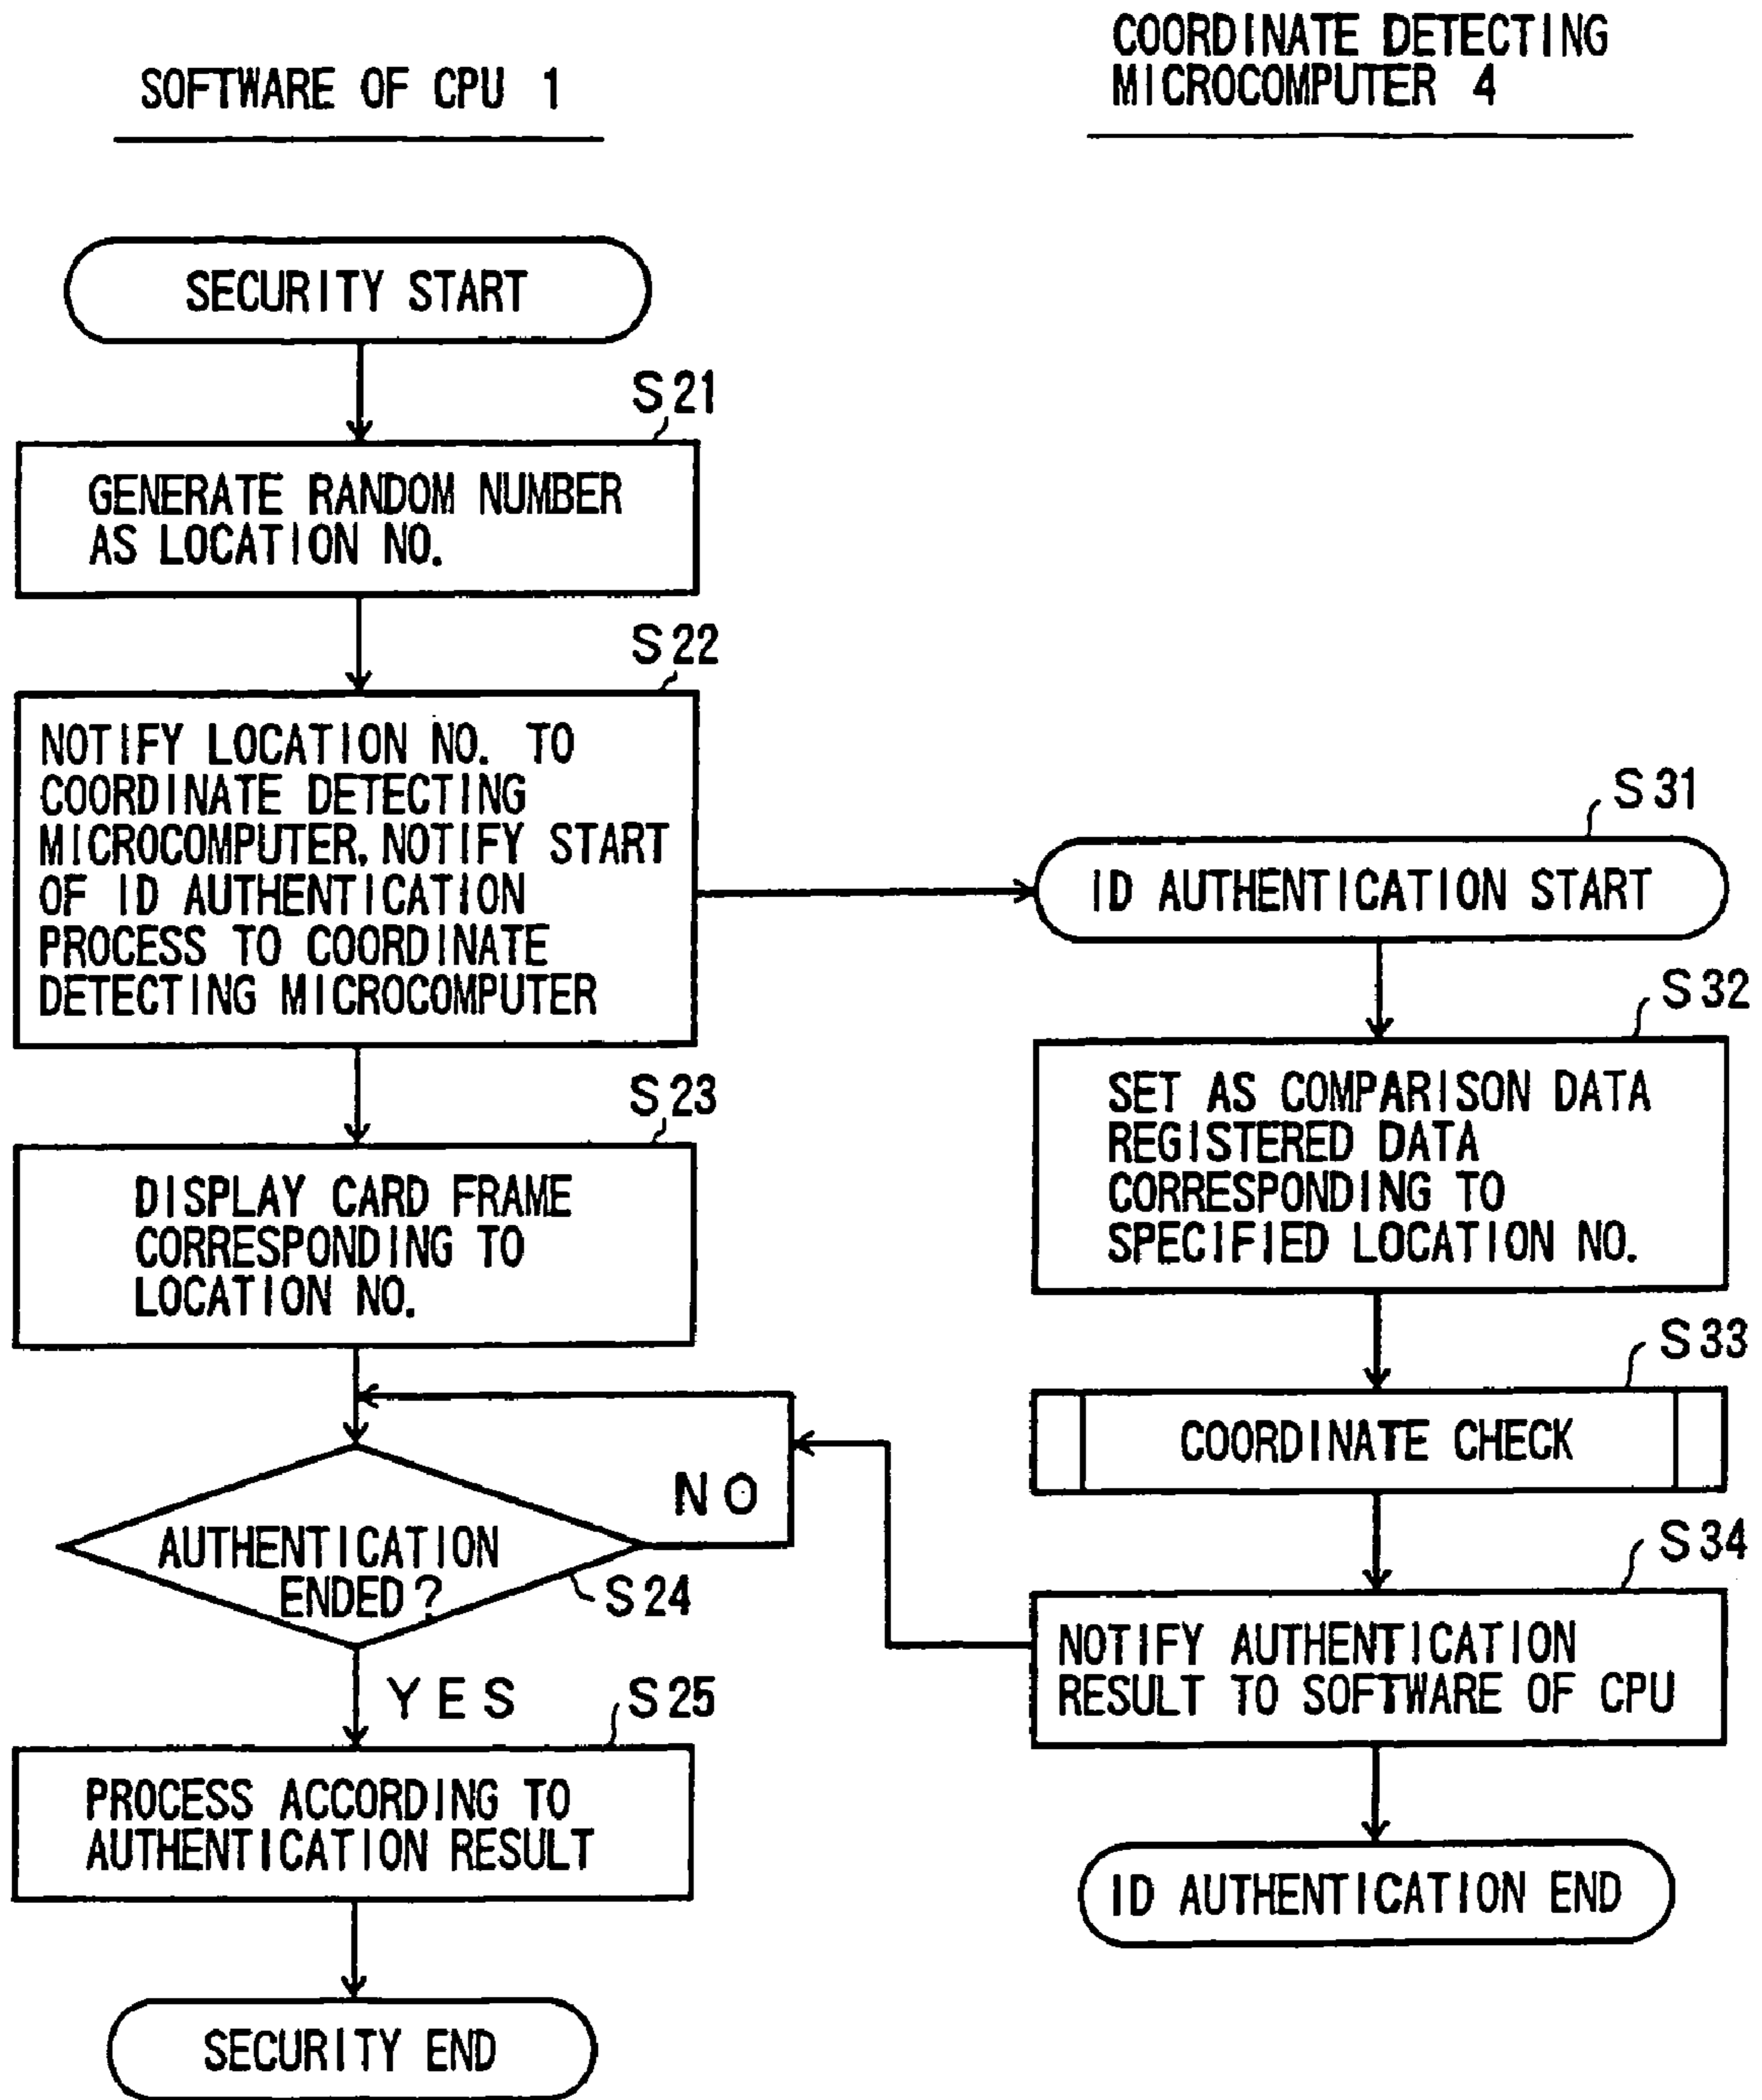 SOFTWARE OF CPU 1
SECURITY START
S21
GENERATE RANDOM NUMBER
AS LOCATION NO.
S22
NOTIFY LOCATION NO. TO
COORDINATE DETECTING
MICROCOMPUTER, NOTIFY START
OF ID AUTHENTICATION
PROCESS TO COORDINATE
DETECTING MICROCOMPUTER
S23
DISPLAY CARD FRAME
CORRESPONDING TO
LOCATION NO.
NO
AUTHENTICATION
ENDED?
S24
YES
S25
PROCESS ACCORDING TO
AUTHENTICATION RESULT
SECURITY END
COORDINATE DETECTING
MICROCOMPUTER 4
S31
ID AUTHENTICATION START
S32
SET AS COMPARISON DATA
REGISTERED DATA
CORRESPONDING TO
SPECIFIED LOCATION NO.
S33
COORDINATE CHECK
S34
NOTIFY AUTHENTICATION
RESULT TO SOFTWARE OF CPU
ID AUTHENTICATION END